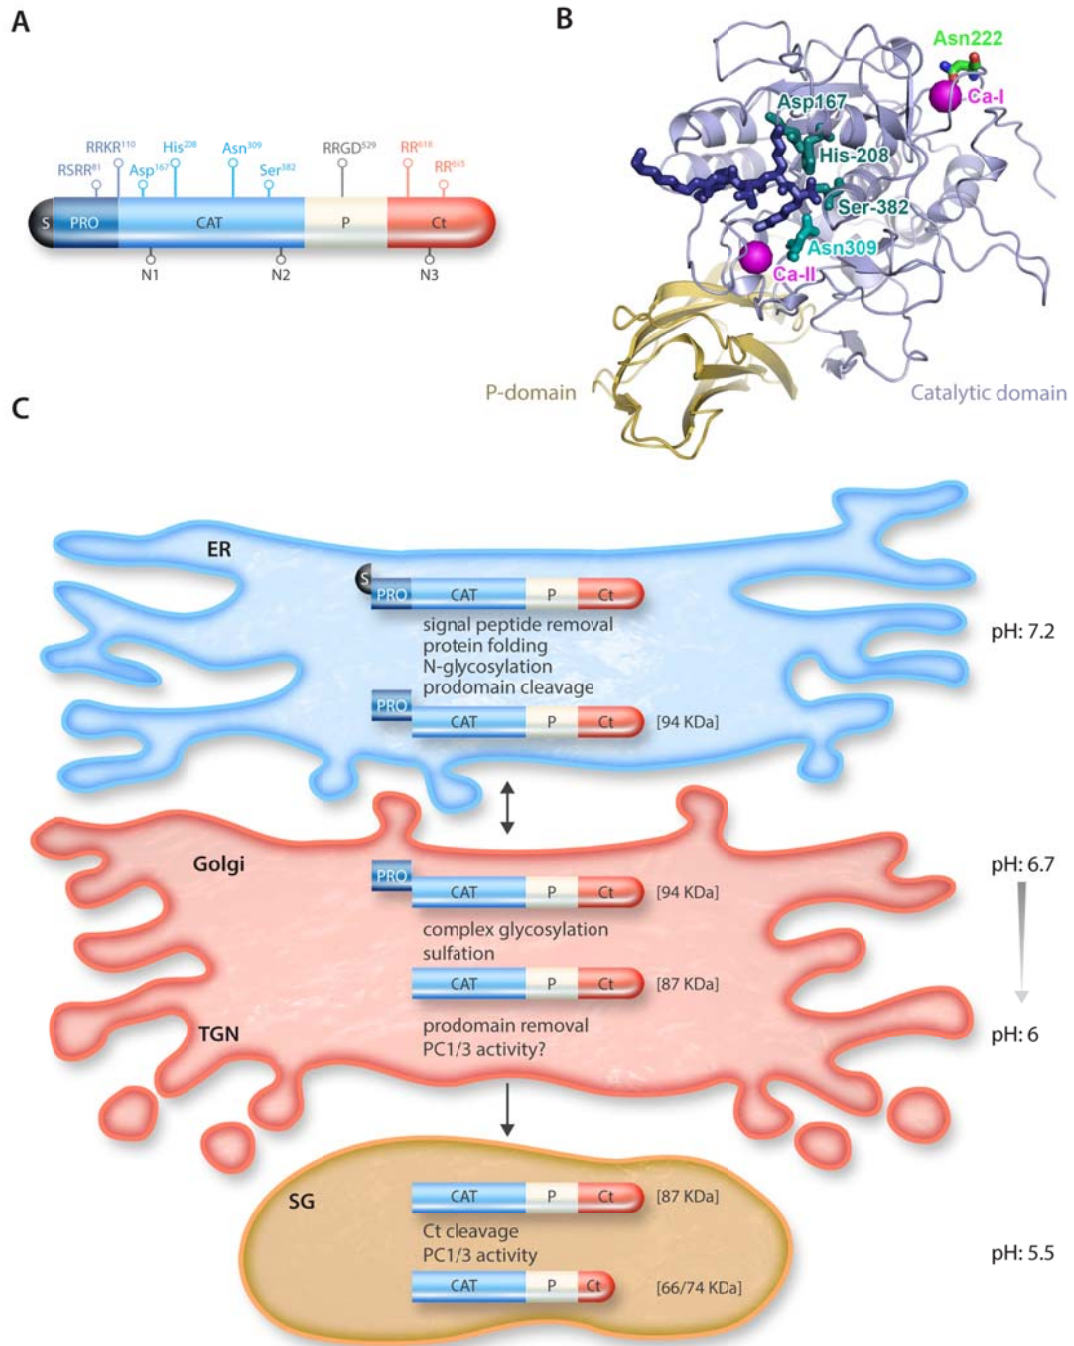 A
RRKR110
His208
Asn309
RRGD529
RR618
RSRR81
Asp167
Ser382
RR615
S
PRO
CAT
P
Ct
N1
N2
N3
B
Asn222
Ca-I
Asp167
His-208
Ser-382
Asn309
Ca-II
P-domain
Catalytic domain
C
ER
S
PRO
CAT
P
Ct
signal peptide removal
protein folding
N-glycosylation
prodomain cleavage
pH: 7.2
PRO
CAT
P
Ct
[94 KDa]
Golgi
PRO
CAT
P
Ct
[94 KDa]
pH: 6.7
complex glycosylation
sulfation
CAT
P
Ct
[87 KDa]
TGN
prodomain removal
PC1/3 activity?
pH: 6
SG
CAT
P
Ct
[87 KDa]
Ct cleavage
PC1/3 activity
pH: 5.5
CAT
P
Ct
[66/74 KDa]